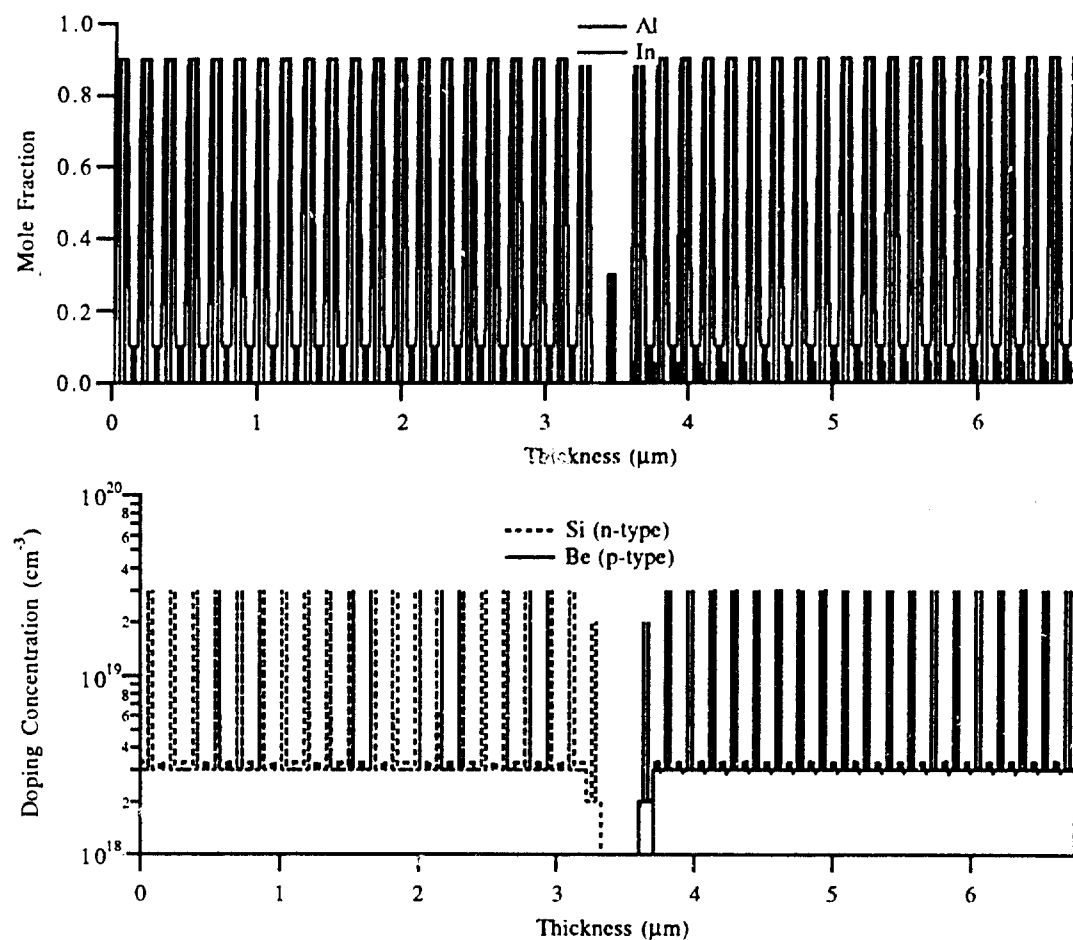 Al
In
1.0
0.8
0.6
0.4
0.2
0.0
Mole Fraction
0 1 2 3 4 5 6
Thickness (μm)
Si (n-type)
Be (p-type)
10^20
8
6
4
2
10^19
8
6
4
2
10^18
Doping Concentration (cm^-3)
0 1 2 3 4 5 6
Thickness (μm)